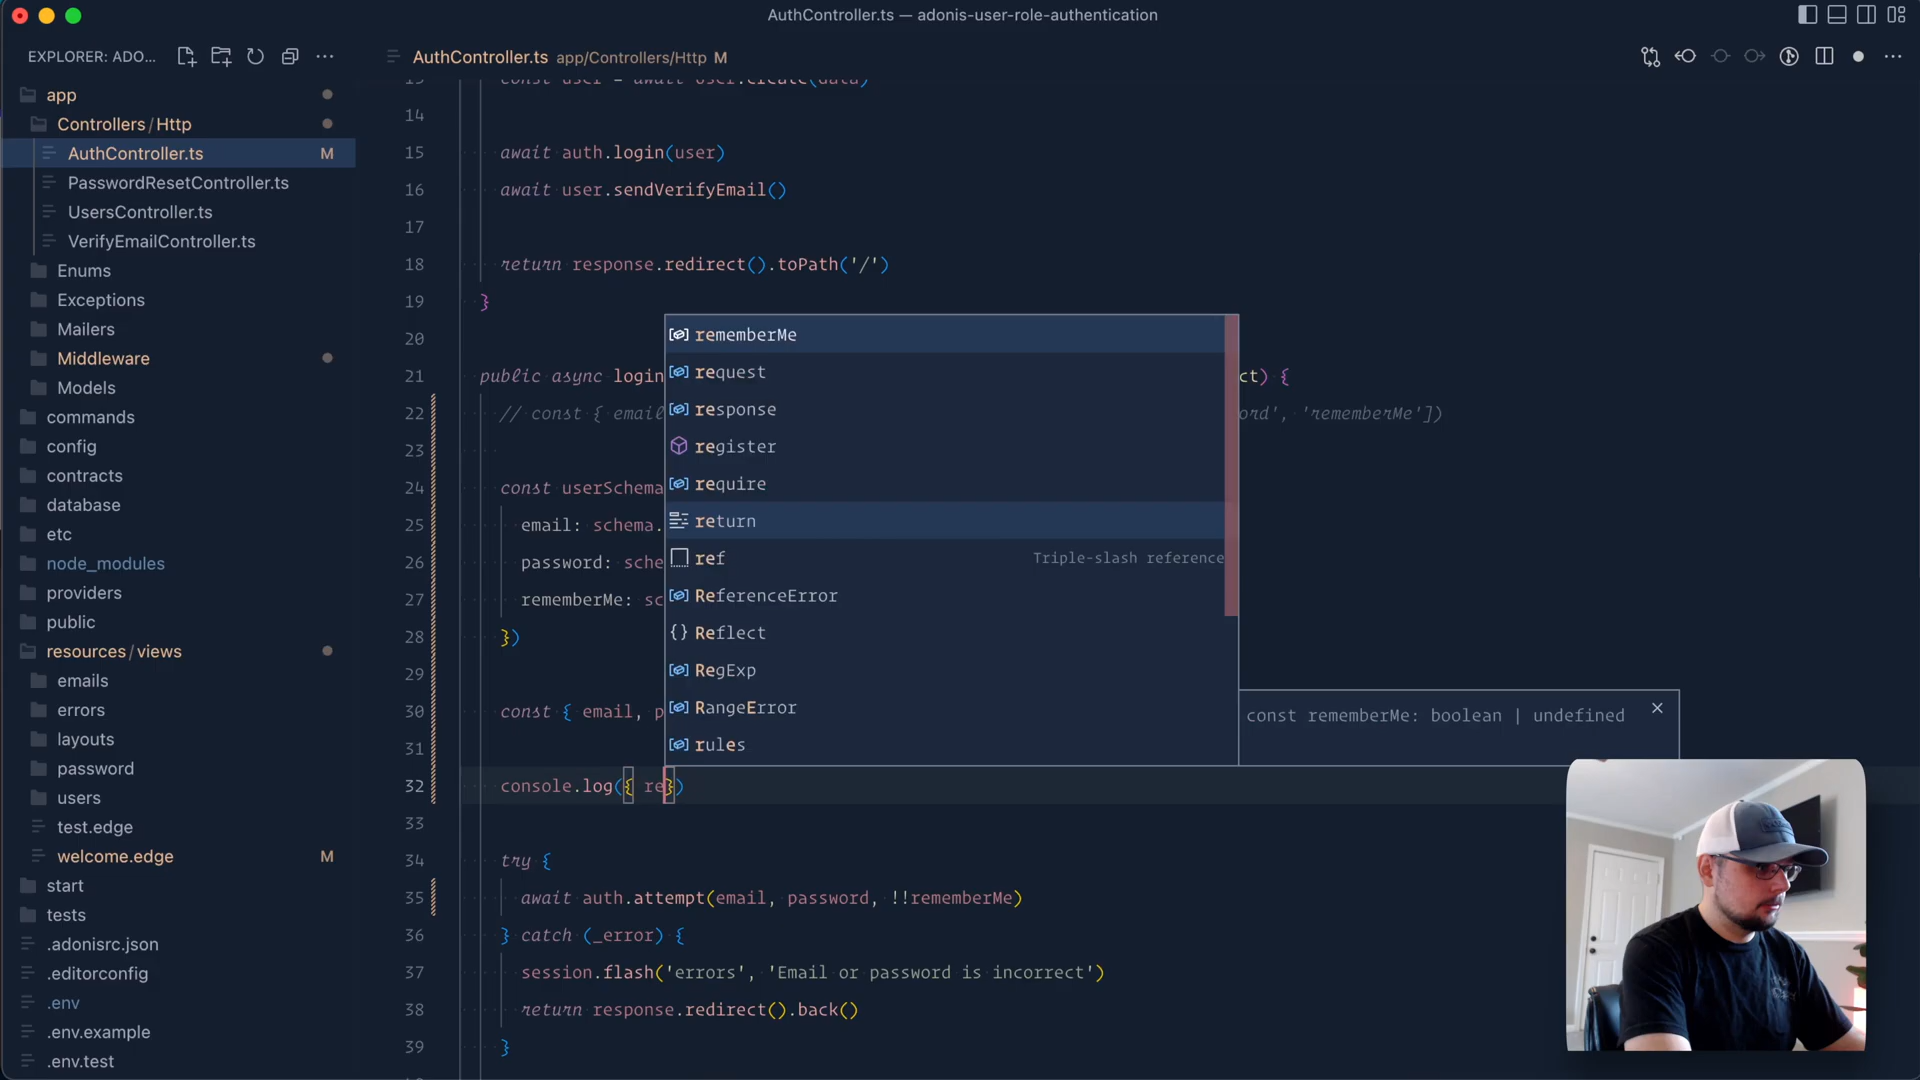 AuthController.ts — adonis-user-role-authentication
EXPLORER: ADO...
app
Controllers / Http
AuthController.ts M
PasswordResetController.ts
UsersController.ts
VerifyEmailController.ts
Enums
Exceptions
Mailers
Middleware
Models
commands
config
contracts
database
etc
node_modules
providers
public
resources / views
emails
errors
layouts
password
users
test.edge
welcome.edge M
start
tests
.adonisrc.json
.editorconfig
.env
.env.example
.env.test
AuthController.ts app/Controllers/Http M
const user = await User.create(data)
14
15 await auth.login(user)
16 await user.sendVerifyEmail()
17
18 return response.redirect().toPath('/')
19 }
20
21 public async login ct) {
22 // const { email ord', 'rememberMe'])
23
24 const userSchema
25 email: schema.
26 password: sche
27 rememberMe: sc
28 })
29
30 const { email, p
31
32 console.log({ re})
33
34 try {
35 await auth.attempt(email, password, !!rememberMe)
36 } catch (_error) {
37 session.flash('errors', 'Email or password is incorrect')
38 return response.redirect().back()
39 }
rememberMe
request
response
register
require
return
ref Triple-slash reference
ReferenceError
Reflect
RegExp
RangeError
rules
const rememberMe: boolean | undefined